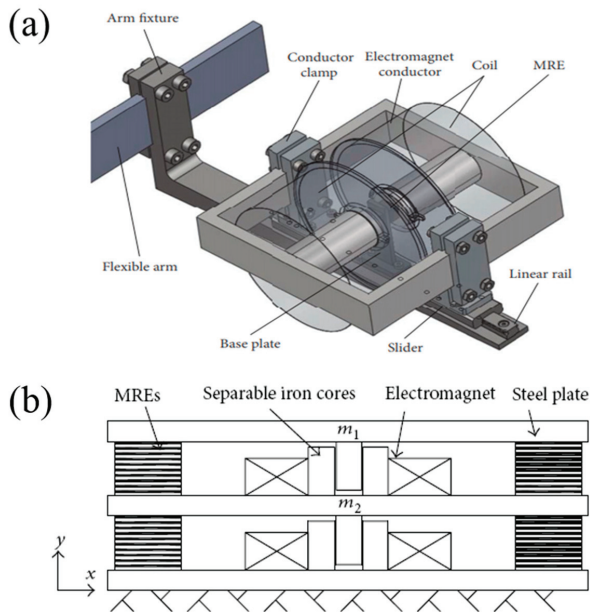 (a)
Arm fixture
Conductor
clamp
Electromagnet
conductor
Coil
MRE
Flexible arm
Base plate
Slider
Linear rail
(b)
MREs
Separable iron cores
Electromagnet
Steel plate
m1
m2
y
x